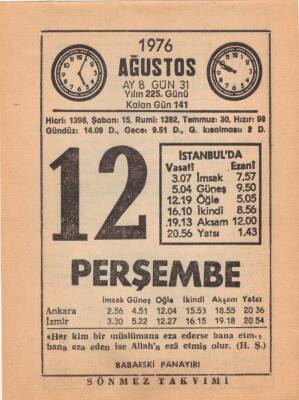 1976
AĞUSTOS
AY 8 GÜN 31
Yılın 225. Günü
Kalan Gün 141
Hicri: 1396, Şaban: 15, Rumi: 1392, Temmuz: 30, Hızır: 99
Gündüz: 14.09 D., Gece: 9.51 D., G. kısalması 2 D.
12
İSTANBUL'DA
Vasatî Ezanî
3.07 İmsak 7.57
5.04 Güneş 9.50
12.19 Öğle 5.05
16.10 İkindi 8.56
19.13 Akşam 12.00
20.56 Yatsı 1.43
PERŞEMBE
İmsak Güneş Öğle İkindi Akşam Yatsı
Ankara 2.56 4.51 12.04 15.53 18.55 20.36
İzmir 3.30 5.22 12.27 16.15 19.18 20.54
«Her kim bir müslümana eza ederse bana etmiş,
bana eza eden ise Allah'a ezâ etmiş olur. (H. Ş.)
BABAESKİ PANAYIRI
SÖNMEZ TAKVİMİ